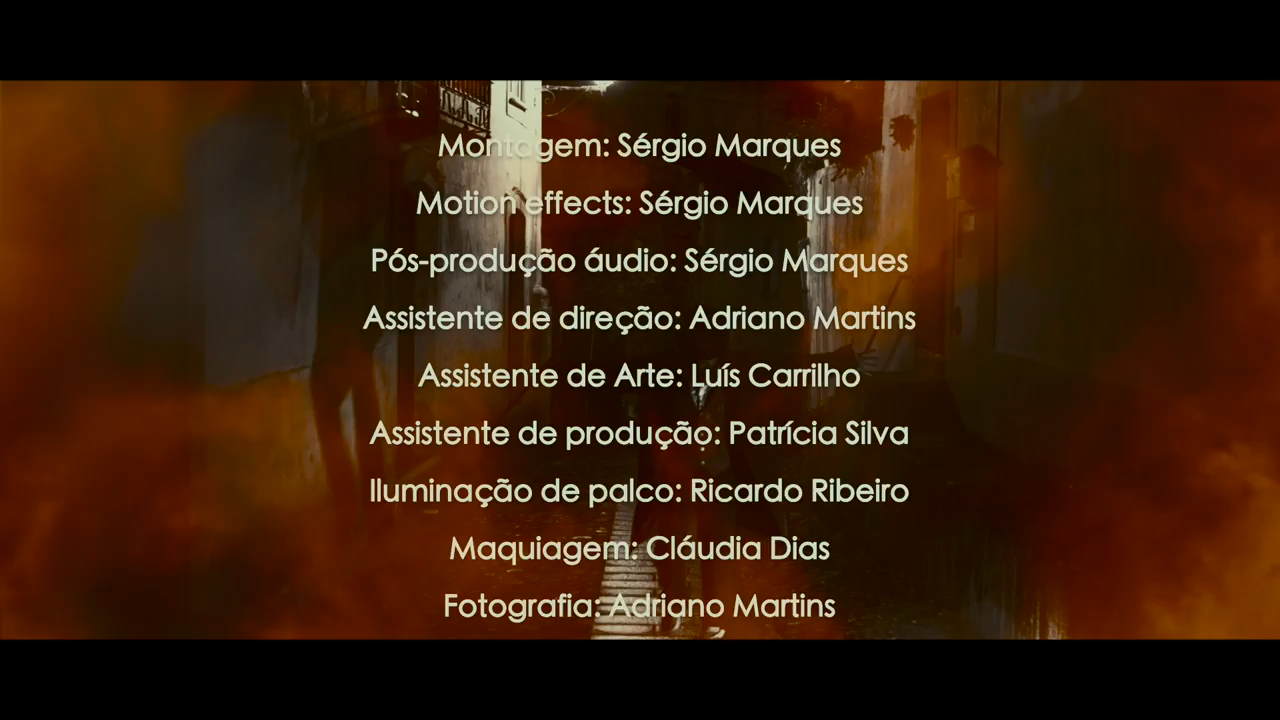 Montagem: Sérgio Marques
Motion effects: Sérgio Marques
Pós-produção áudio: Sérgio Marques
Assistente de direção: Adriano Martins
Assistente de Arte: Luís Carrilho
Assistente de produção: Patrícia Silva
Iluminação de palco: Ricardo Ribeiro
Maquiagem: Cláudia Dias
Fotografia: Adriano Martins